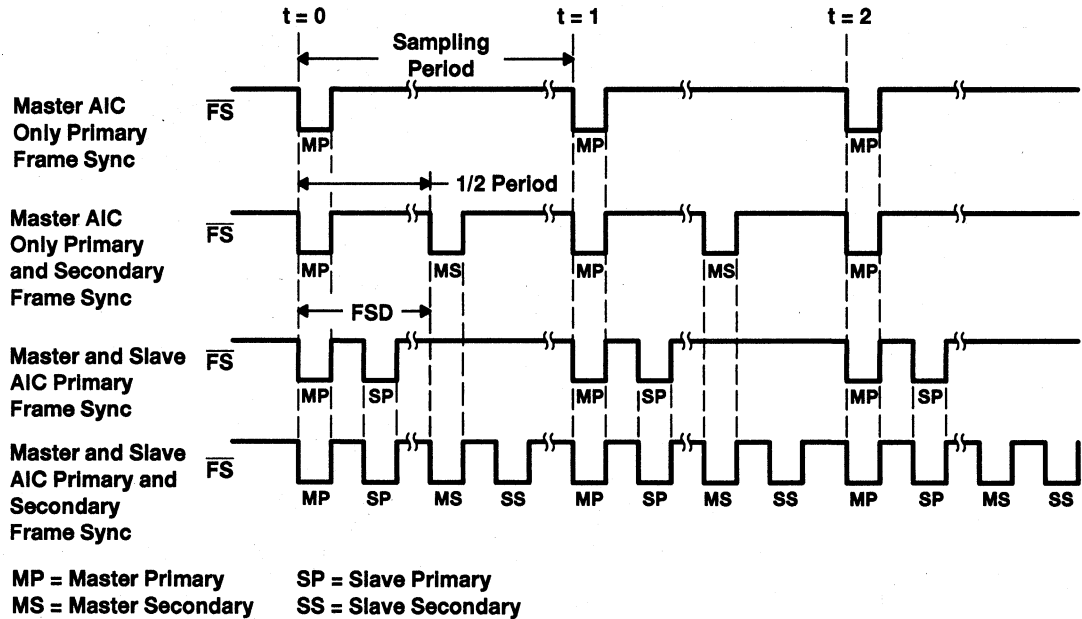 t = 0 t = 1 t = 2
Sampling
Period
Master AIC
Only Primary
Frame Sync
FS
MP MP MP
1/2 Period
Master AIC
Only Primary
and Secondary
Frame Sync
FS
MP MS MP MS MP
FSD
Master and Slave
AIC Primary
Frame Sync
FS
MP SP MP SP MP SP
Master and Slave
AIC Primary and
Secondary
Frame Sync
FS
MP SP MS SS MP SP MS SS MP SP MS SS
MP = Master Primary SP = Slave Primary
MS = Master Secondary SS = Slave Secondary